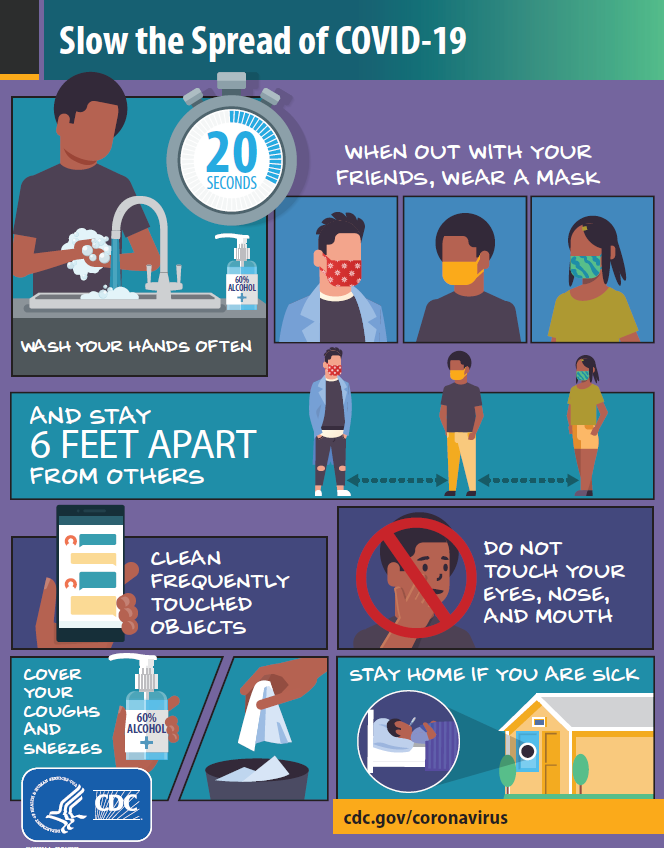 Slow the Spread of COVID-19
20
SECONDS
60%
ALCOHOL
+
WASH YOUR HANDS OFTEN
WHEN OUT WITH YOUR
FRIENDS, WEAR A MASK
AND STAY
6 FEET APART
FROM OTHERS
CLEAN
FREQUENTLY
TOUCHED
OBJECTS
DO NOT
TOUCH YOUR
EYES, NOSE,
AND MOUTH
COVER
YOUR
COUGHS
AND
SNEEZES
60%
ALCOHOL
+
STAY HOME IF YOU ARE SICK
CDC
cdc.gov/coronavirus